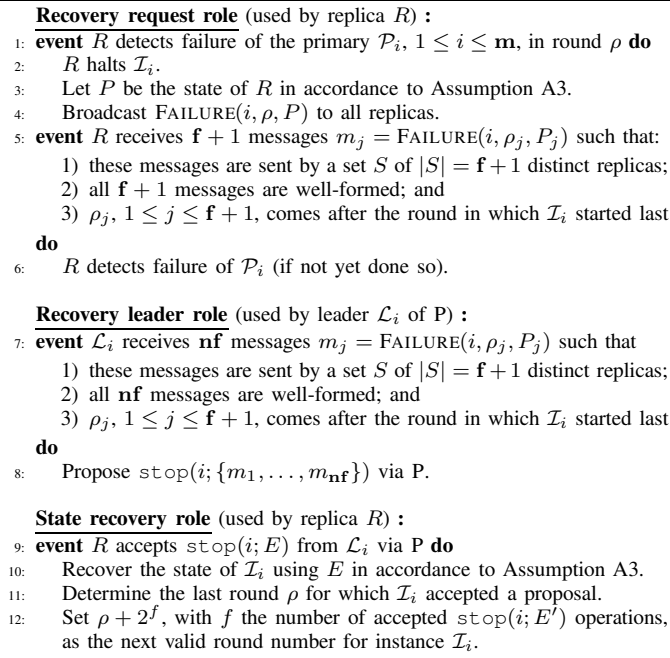 Recovery request role (used by replica R) :
1: event R detects failure of the primary 𝒫ᵢ, 1 ≤ i ≤ m, in round ρ do
2: R halts ℐᵢ.
3: Let P be the state of R in accordance to Assumption A3.
4: Broadcast FAILURE(i, ρ, P) to all replicas.
5: event R receives f + 1 messages mⱼ = FAILURE(i, ρⱼ, Pⱼ) such that:
1) these messages are sent by a set S of |S| = f + 1 distinct replicas;
2) all f + 1 messages are well-formed; and
3) ρⱼ, 1 ≤ j ≤ f + 1, comes after the round in which ℐᵢ started last
do
6: R detects failure of 𝒫ᵢ (if not yet done so).
Recovery leader role (used by leader ℒᵢ of P) :
7: event ℒᵢ receives nf messages mⱼ = FAILURE(i, ρⱼ, Pⱼ) such that
1) these messages are sent by a set S of |S| = f + 1 distinct replicas;
2) all nf messages are well-formed; and
3) ρⱼ, 1 ≤ j ≤ f + 1, comes after the round in which ℐᵢ started last
do
8: Propose stop(i; {m₁, . . . , m_nf}) via P.
State recovery role (used by replica R) :
9: event R accepts stop(i; E) from ℒᵢ via P do
10: Recover the state of ℐᵢ using E in accordance to Assumption A3.
11: Determine the last round ρ for which ℐᵢ accepted a proposal.
12: Set ρ + 2^f, with f the number of accepted stop(i; E′) operations,
as the next valid round number for instance ℐᵢ.